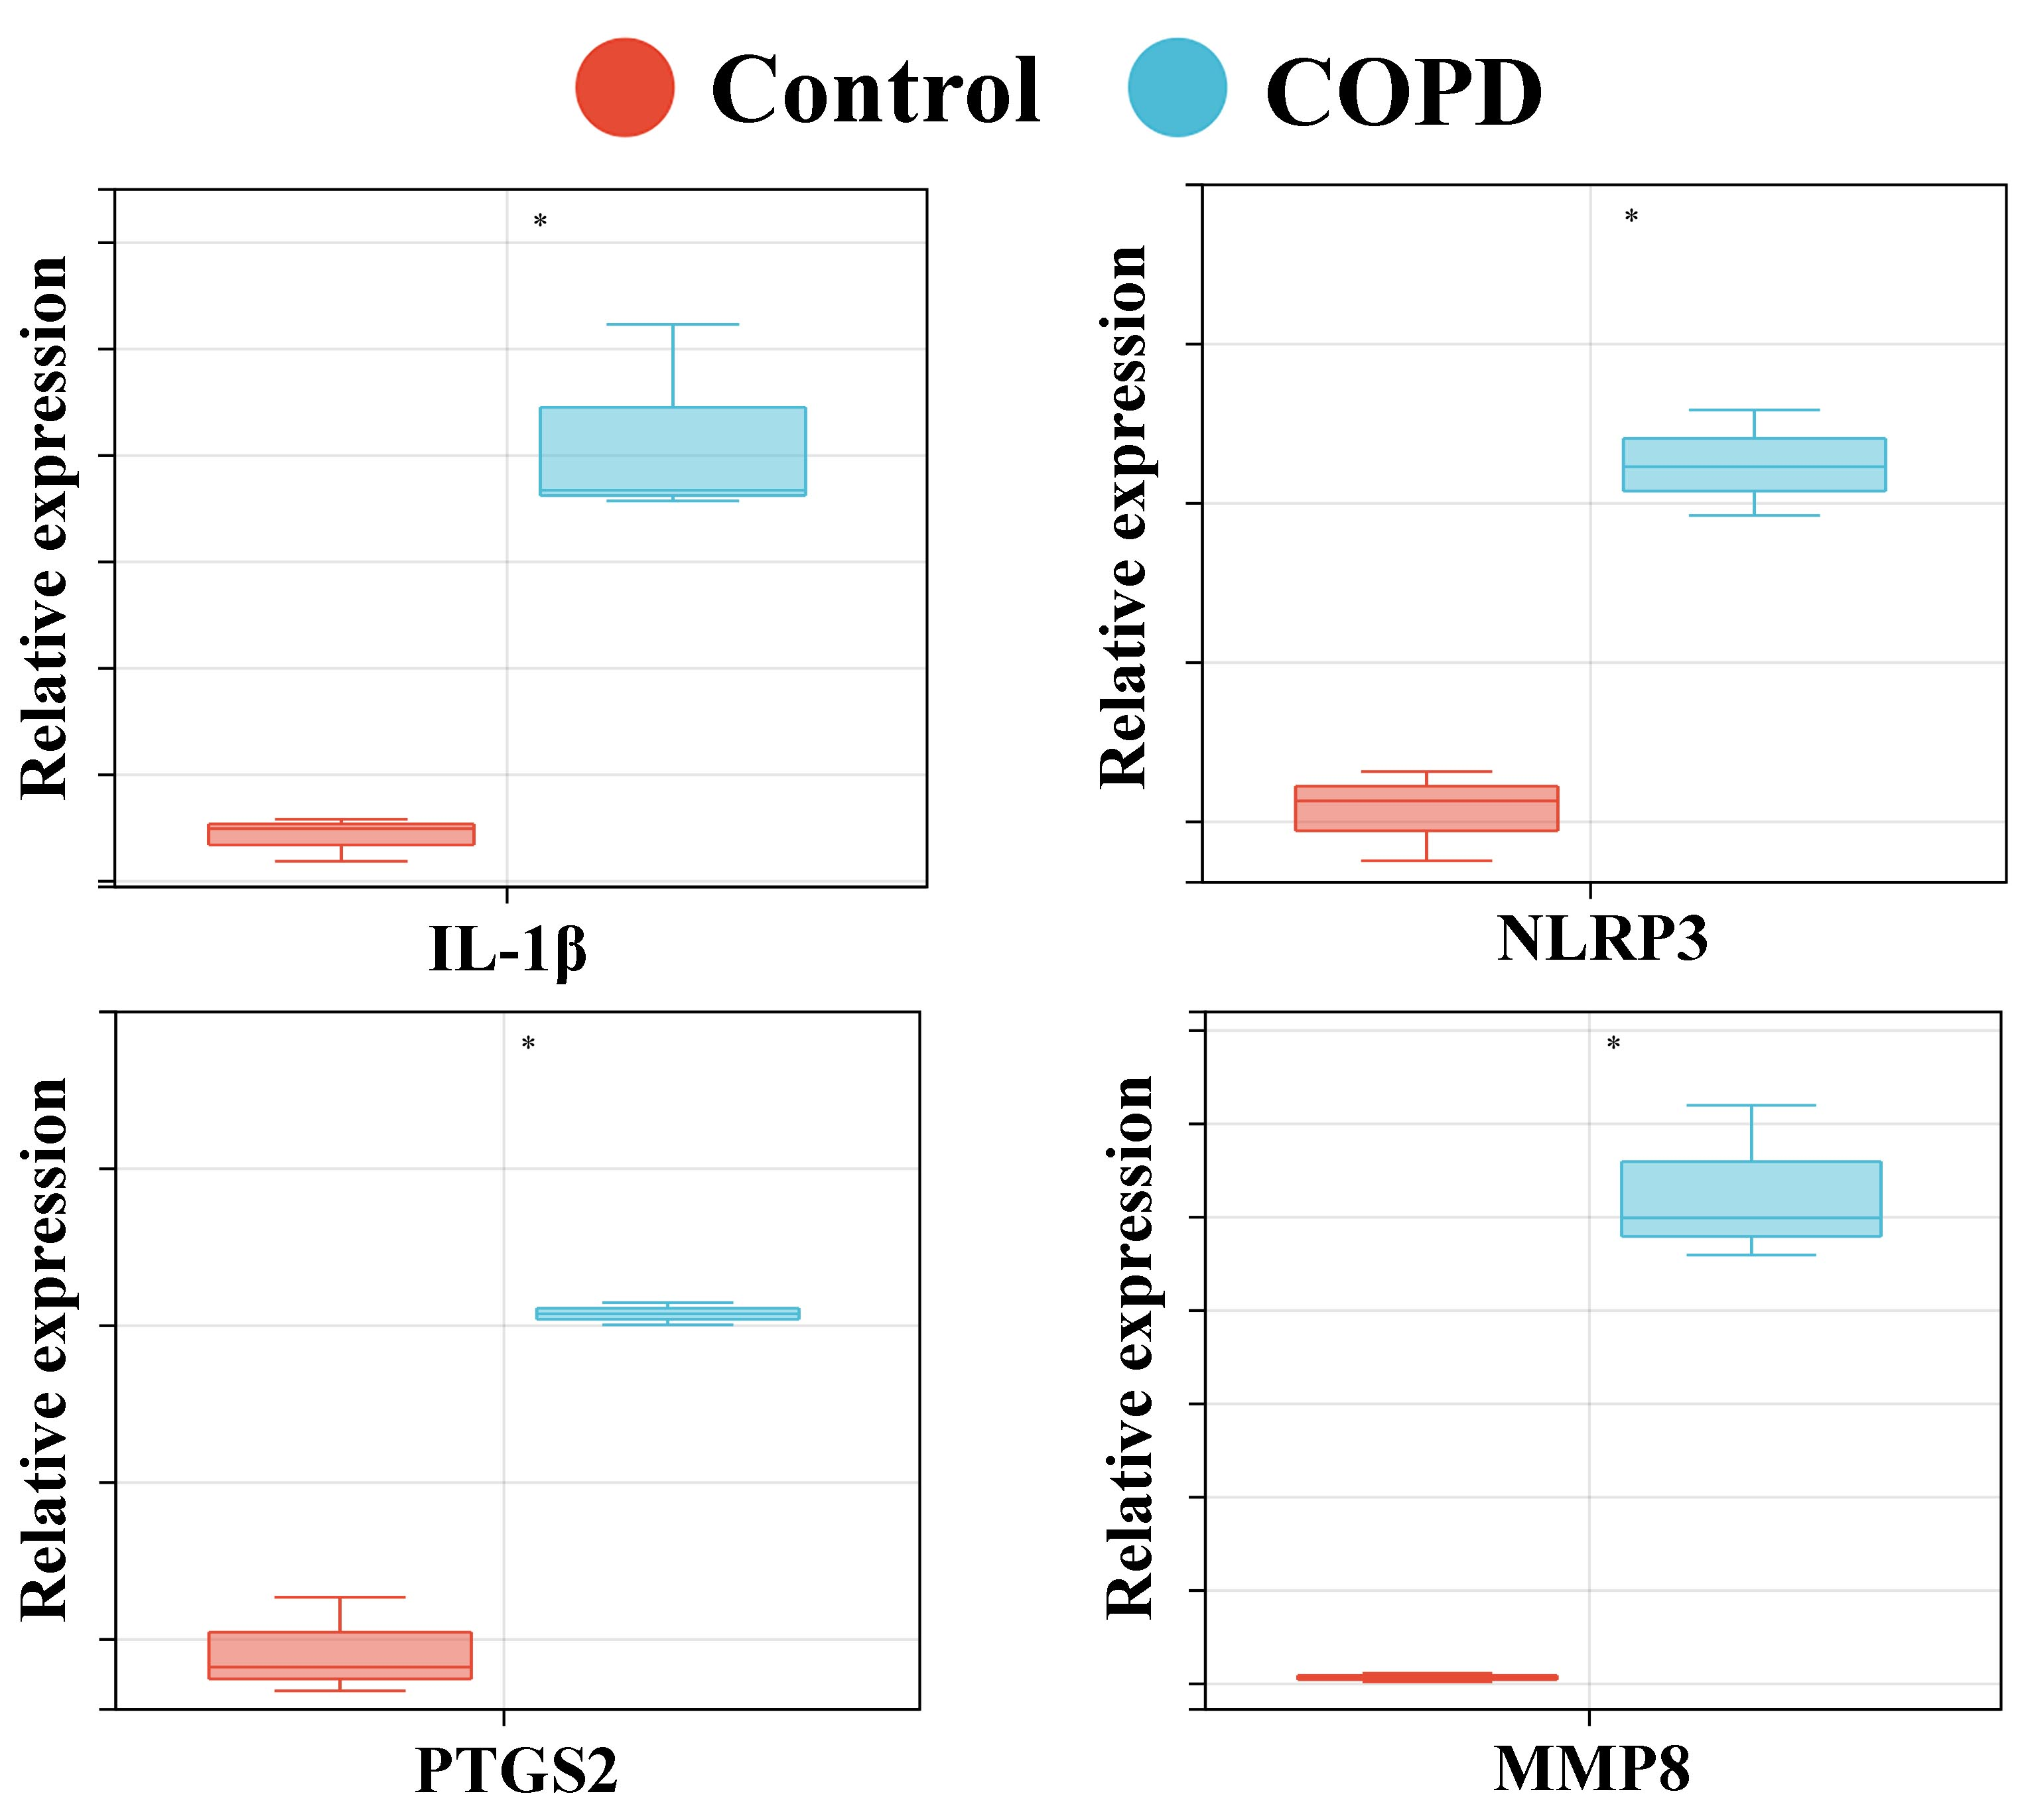 Control COPD
Relative expression
*
IL-1β
Relative expression
*
NLRP3
Relative expression
*
PTGS2
Relative expression
*
MMP8